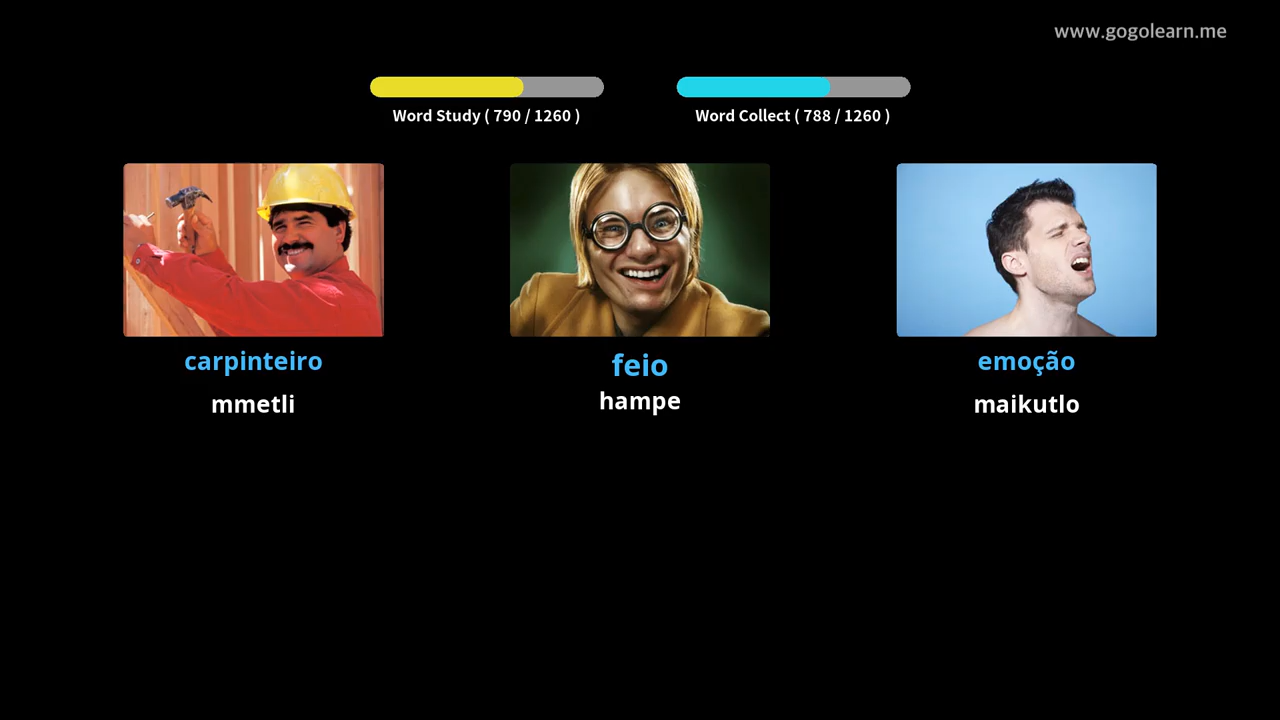 www.gogolearn.me
Word Study ( 790 / 1260 )
Word Collect ( 788 / 1260 )
carpinteiro
mmetli
feio
hampe
emoção
maikutlo